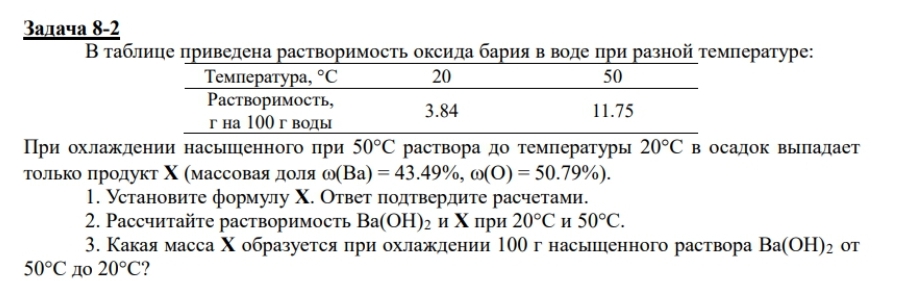 Задача 8-2
В таблице приведена растворимость оксида бария в воде при разной температуре:
Температура, °C 20 50
Растворимость,
г на 100 г воды 3.84 11.75
При охлаждении насыщенного при 50°C раствора до температуры 20°C в осадок выпадает
только продукт X (массовая доля ω(Ba) = 43.49%, ω(O) = 50.79%).
1. Установите формулу X. Ответ подтвердите расчетами.
2. Рассчитайте растворимость Ba(OH)₂ и X при 20°C и 50°C.
3. Какая масса X образуется при охлаждении 100 г насыщенного раствора Ba(OH)₂ от
50°C до 20°C?